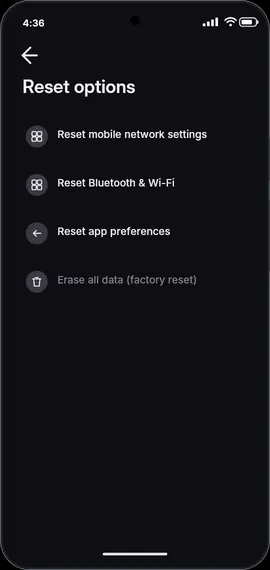 4:36
Reset options
Reset mobile network settings
Reset Bluetooth & Wi-Fi
Reset app preferences
Erase all data (factory reset)